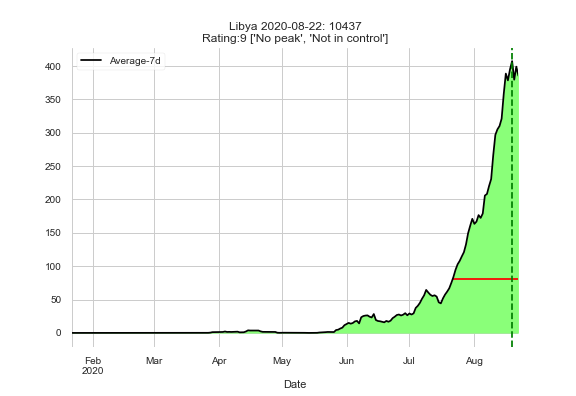 Libya 2020-08-22: 10437
Rating:9 ['No peak', 'Not in control']
Average-7d
400
350
300
250
200
150
100
50
0
Feb Mar Apr May Jun Jul Aug
2020
Date